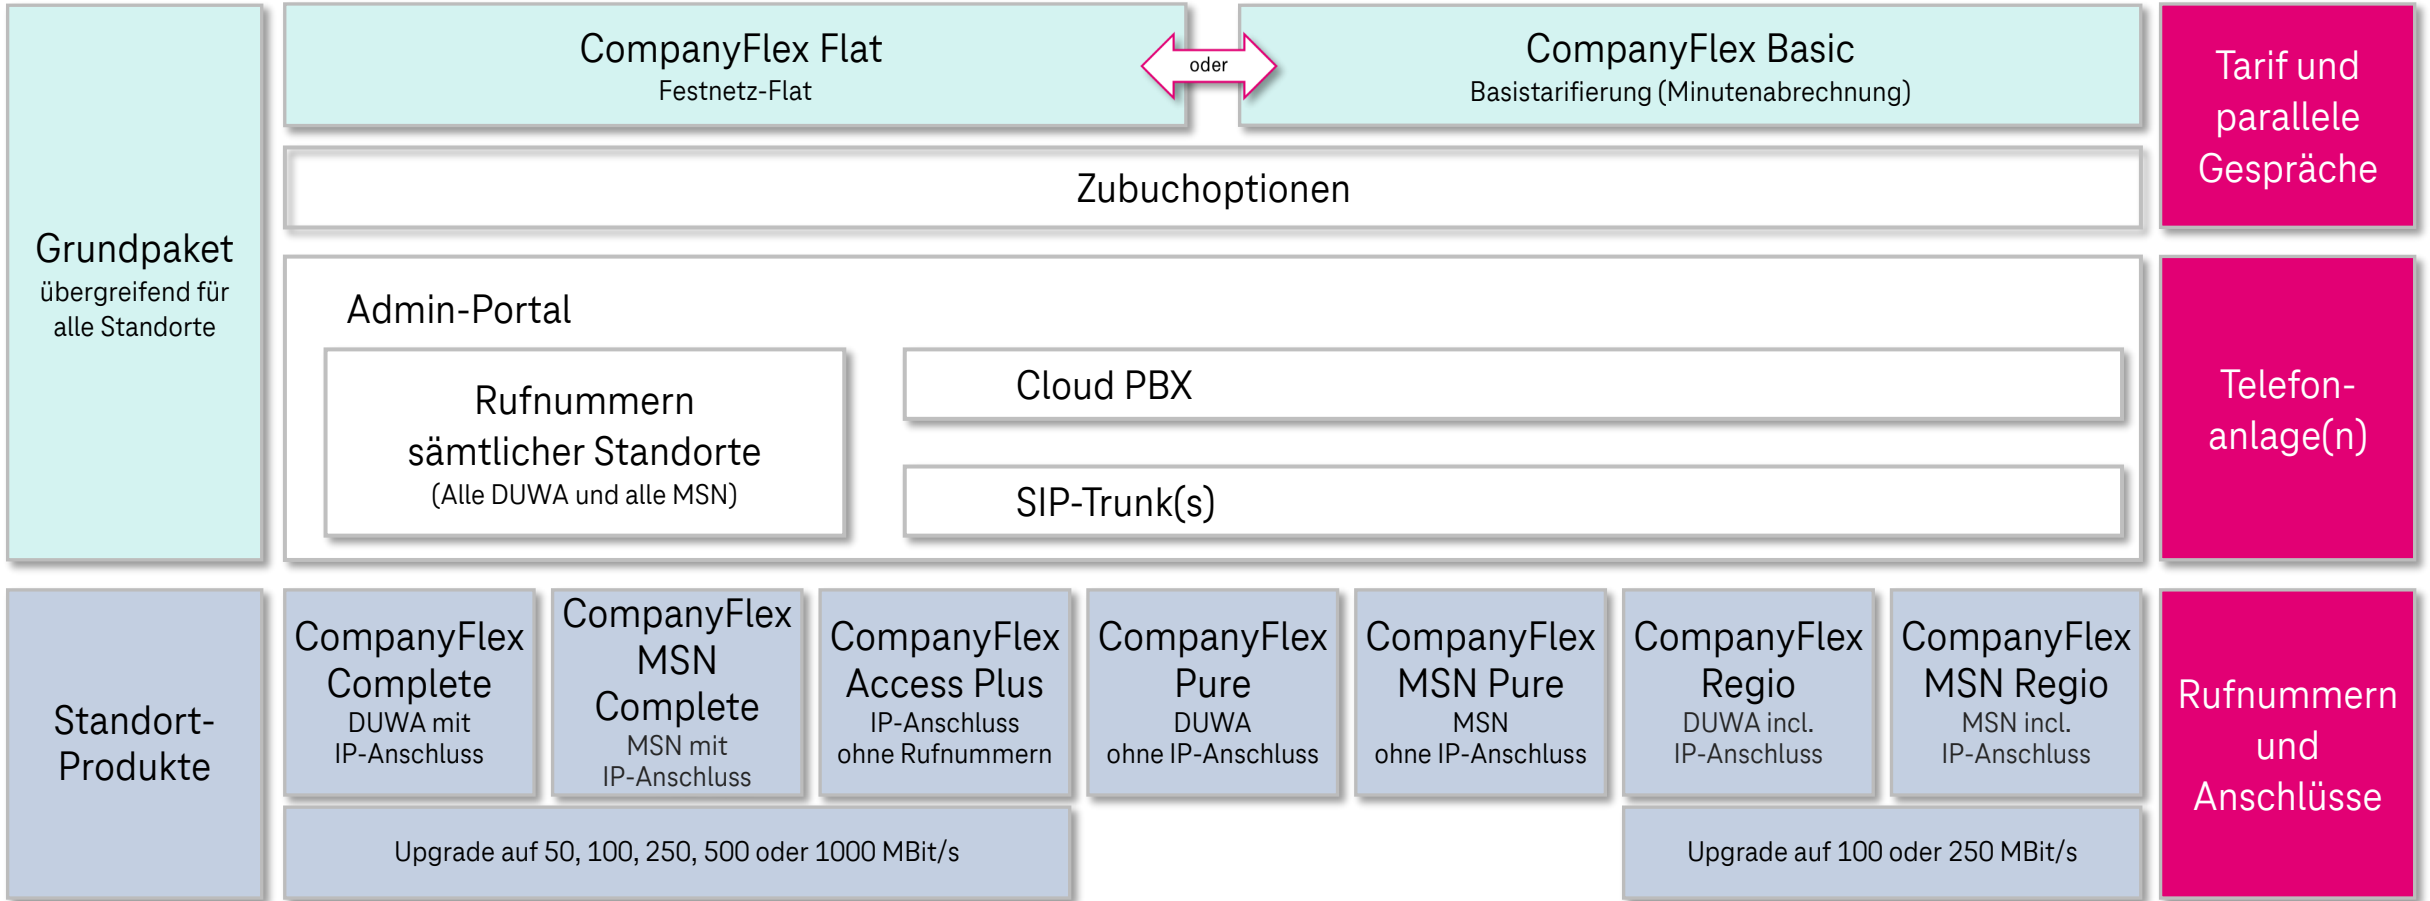 CompanyFlex Flat
Festnetz-Flat
oder
CompanyFlex Basic
Basistarifierung (Minutenabrechnung)
Tarif und
parallele
Gespräche
Zubuchoptionen
Grundpaket
übergreifend für
alle Standorte
Admin-Portal
Rufnummern
sämtlicher Standorte
(Alle DUWA und alle MSN)
Cloud PBX
SIP-Trunk(s)
Telefon-
anlage(n)
Standort-
Produkte
CompanyFlex
Complete
DUWA mit
IP-Anschluss
CompanyFlex
MSN
Complete
MSN mit
IP-Anschluss
CompanyFlex
Access Plus
IP-Anschluss
ohne Rufnummern
CompanyFlex
Pure
DUWA
ohne IP-Anschluss
CompanyFlex
MSN Pure
MSN
ohne IP-Anschluss
CompanyFlex
Regio
DUWA incl.
IP-Anschluss
CompanyFlex
MSN Regio
MSN incl.
IP-Anschluss
Rufnummern
und
Anschlüsse
Upgrade auf 50, 100, 250, 500 oder 1000 MBit/s
Upgrade auf 100 oder 250 MBit/s